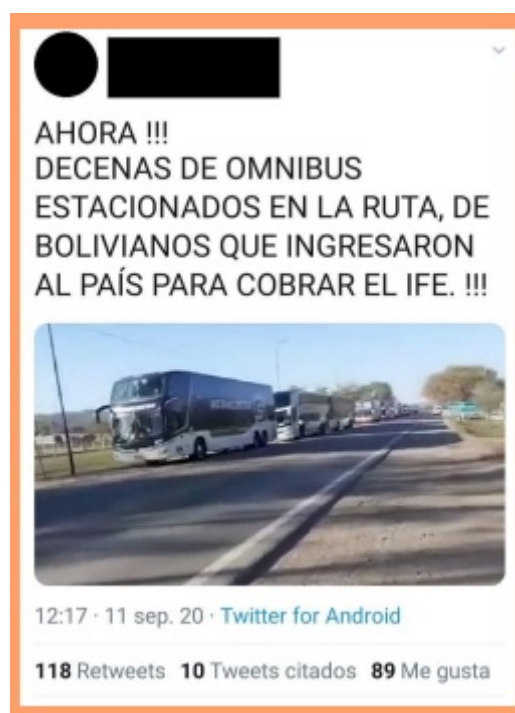 AHORA !!!
DECENAS DE OMNIBUS
ESTACIONADOS EN LA RUTA, DE
BOLIVIANOS QUE INGRESARON
AL PAÍS PARA COBRAR EL IFE. !!!
12:17 · 11 sep. 20 · Twitter for Android
118 Retweets 10 Tweets citados 89 Me gusta